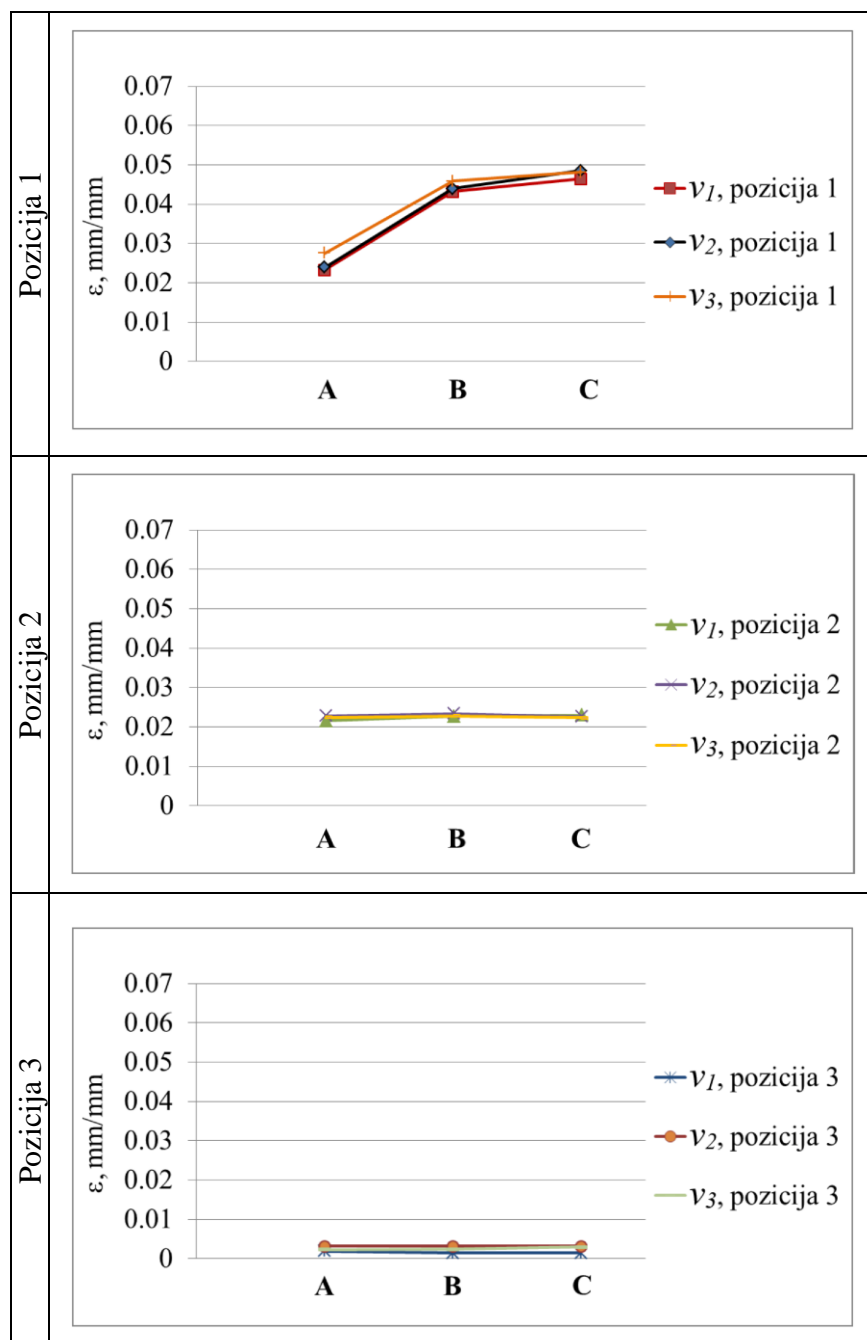 Pozicija 1
0.07
0.06
0.05
0.04
0.03
0.02
0.01
0
ε, mm/mm
A B C
v1, pozicija 1
v2, pozicija 1
v3, pozicija 1
Pozicija 2
0.07
0.06
0.05
0.04
0.03
0.02
0.01
0
ε, mm/mm
A B C
v1, pozicija 2
v2, pozicija 2
v3, pozicija 2
Pozicija 3
0.07
0.06
0.05
0.04
0.03
0.02
0.01
0
ε, mm/mm
A B C
v1, pozicija 3
v2, pozicija 3
v3, pozicija 3